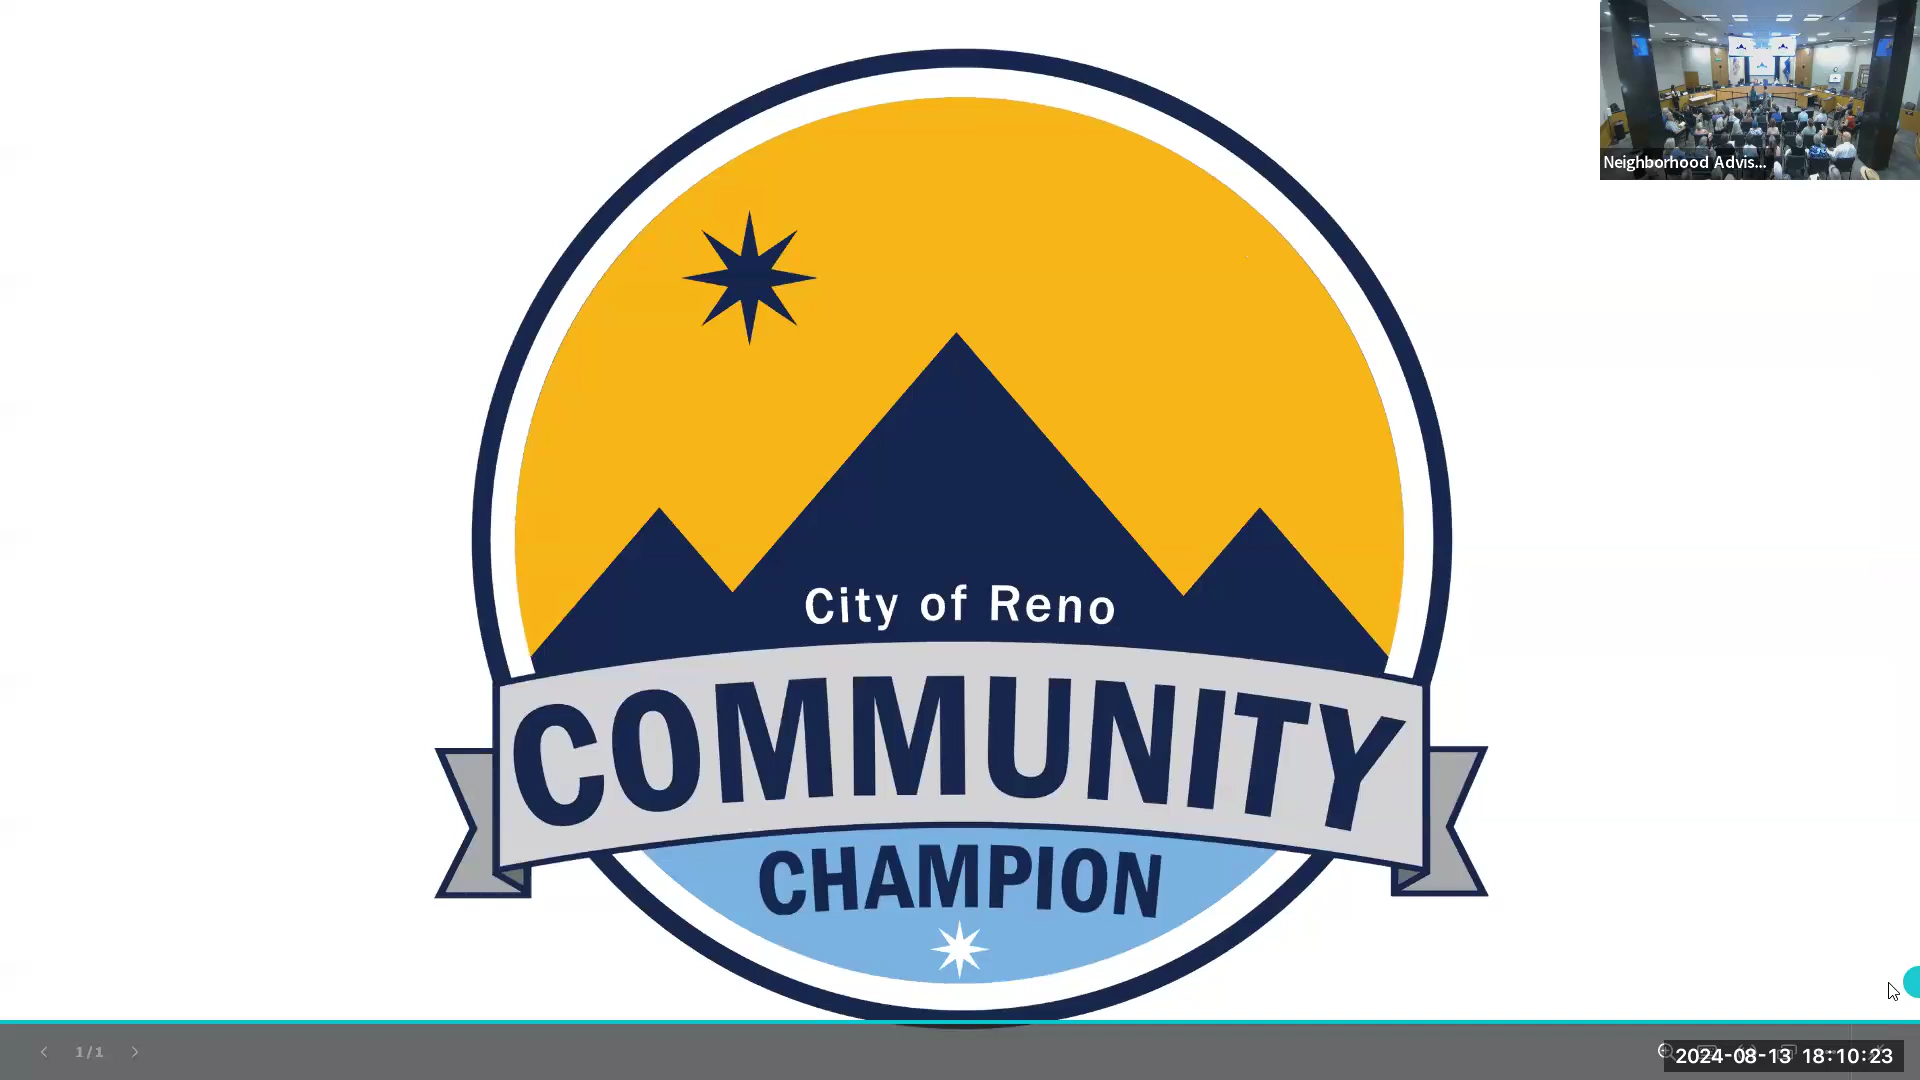 Neighborhood Advis...
City of Reno
COMMUNITY
CHAMPION
1/1
2024-08-13 18:10:23